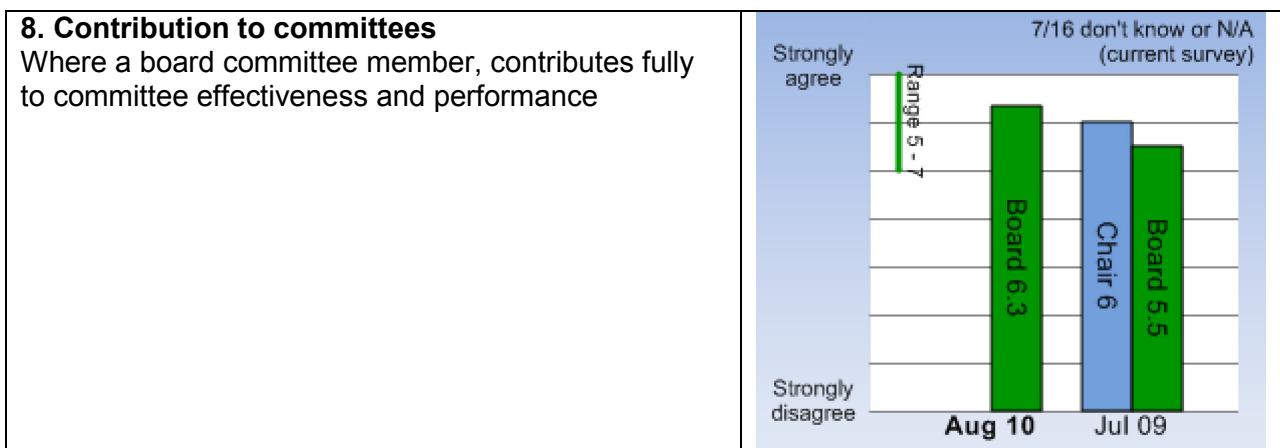 8. Contribution to committees
Where a board committee member, contributes fully
to committee effectiveness and performance
7/16 don't know or N/A
(current survey)
Strongly
agree
Range 5 - 7
Board 6.3
Chair 6
Board 5.5
Strongly
disagree
Aug 10
Jul 09